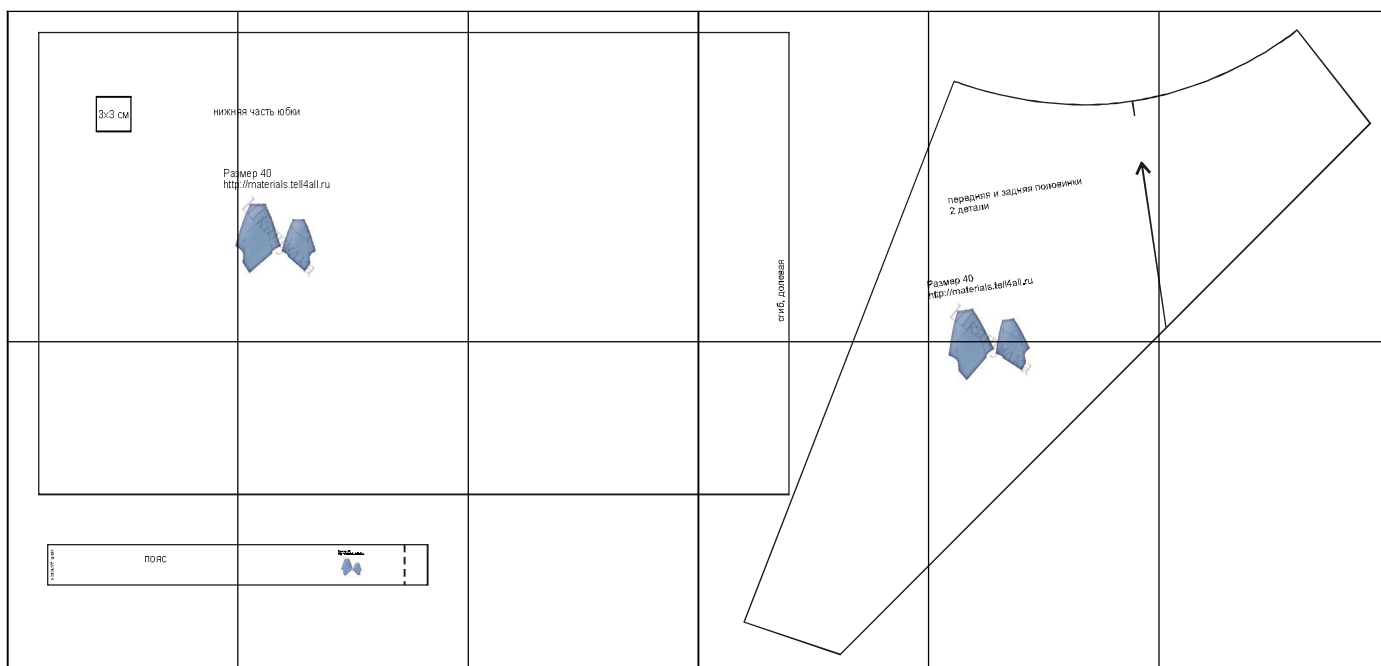 3х3 см
нижняя часть юбки
Размер 40
http://materials.tell4all.ru
сгиб, долевая
пояс
передняя и задняя половинки
2 детали
Размер 40
http://materials.tell4all.ru